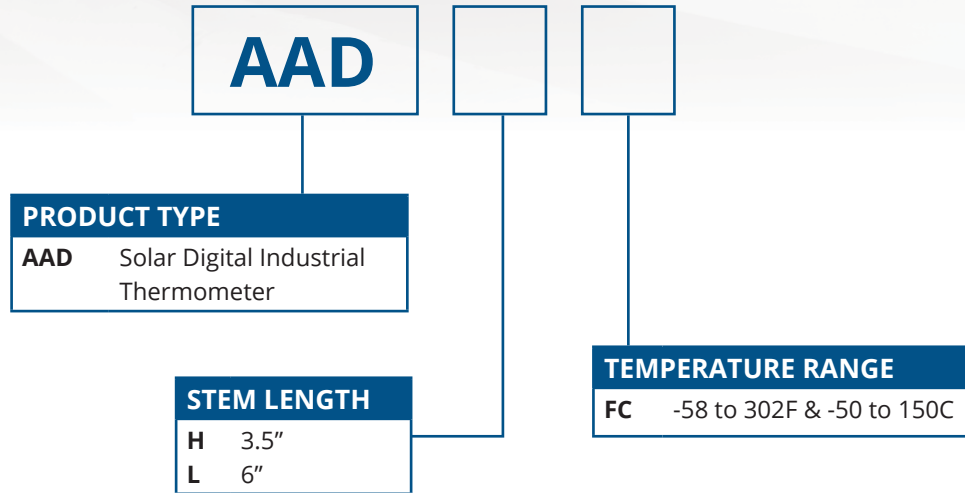 AAD
PRODUCT TYPE
AAD Solar Digital Industrial
Thermometer
STEM LENGTH
H 3.5”
L 6”
TEMPERATURE RANGE
FC -58 to 302F & -50 to 150C